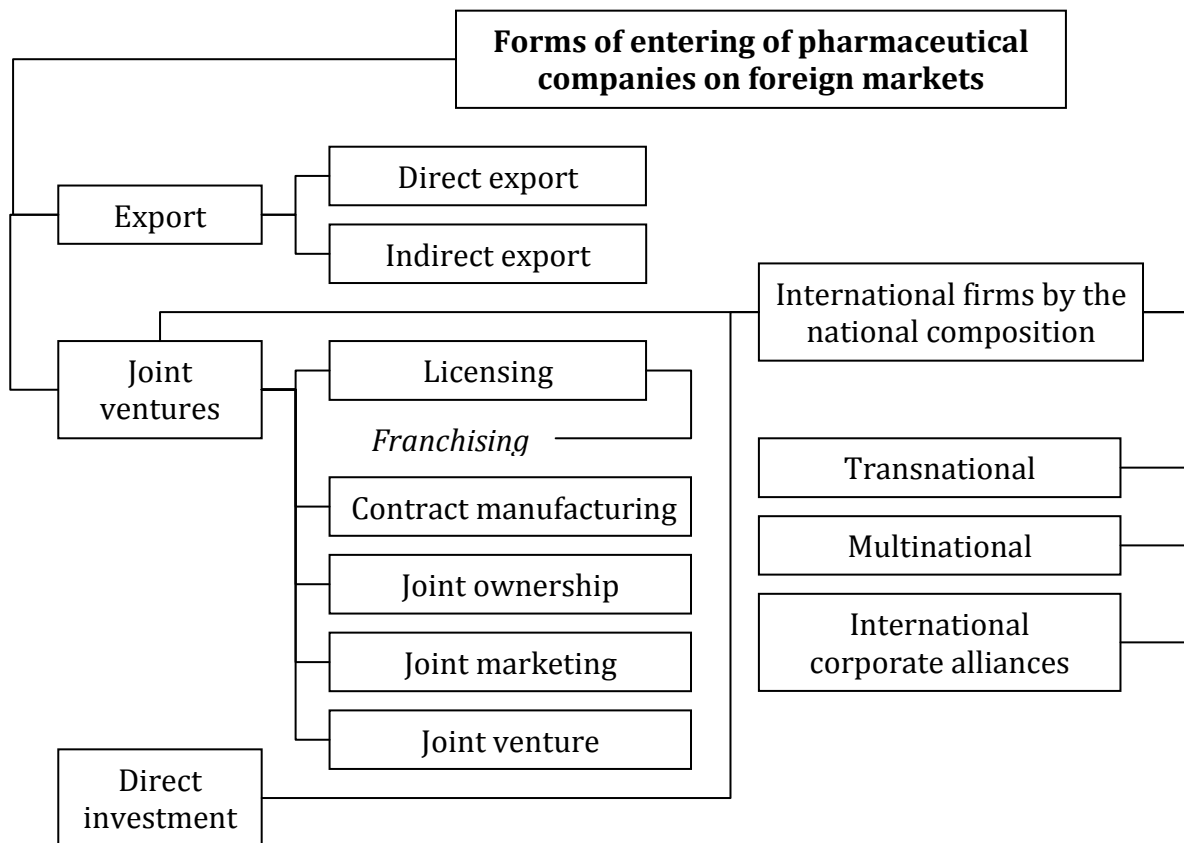 Forms of entering of pharmaceutical
companies on foreign markets
Export
Direct export
Indirect export
Joint
ventures
Licensing
Franchising
Contract manufacturing
Joint ownership
Joint marketing
Joint venture
Direct
investment
International firms by the
national composition
Transnational
Multinational
International
corporate alliances